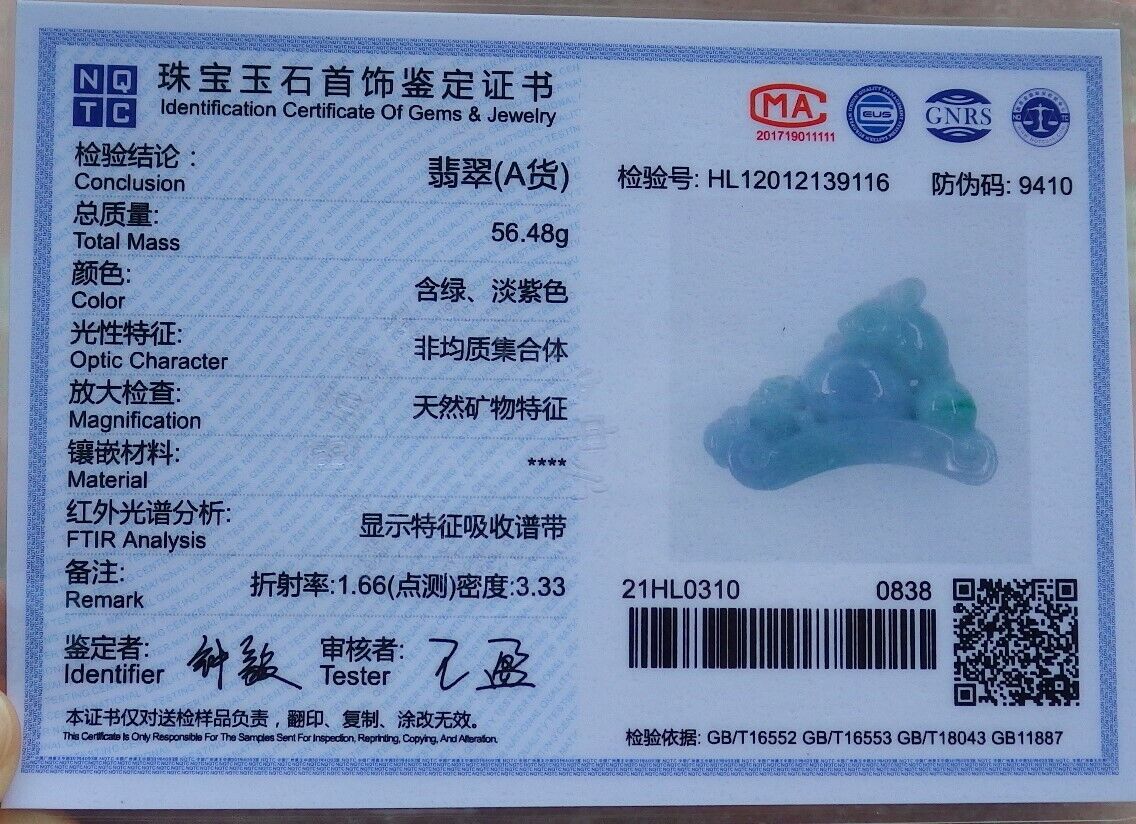 NQTC
珠宝玉石首饰鉴定证书
Identification Certificate Of Gems & Jewelry
检验结论：
Conclusion
翡翠(A货)
总质量:
Total Mass
56.48g
颜色:
Color
含绿、淡紫色
光性特征:
Optic Character
非均质集合体
放大检查:
Magnification
天然矿物特征
镶嵌材料:
Material
****
红外光谱分析:
FTIR Analysis
显示特征吸收谱带
备注:
Remark
折射率:1.66(点测)密度:3.33
鉴定者:
Identifier
审核者:
Tester
本证书仅对送检样品负责，翻印、复制、涂改无效。
This Certificate Is Only Responsible For The Samples Sent For Inspection, Reprinting, Copying, And Alteration.
MA
201719011111
CUS
GNRS
检验号: HL12012139116
防伪码: 9410
21HL0310
0838
检验依据: GB/T16552 GB/T16553 GB/T18043 GB11887